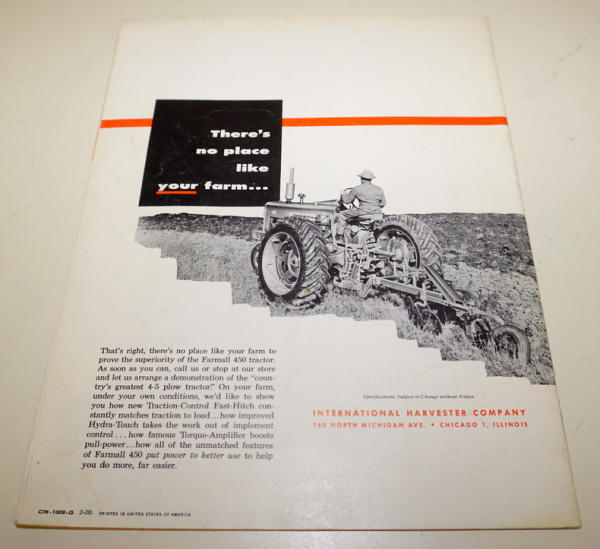 There's
no place
like
your farm...
That's right, there's no place like your farm to
prove the superiority of the Farmall 450 tractor.
As soon as you can, call us or stop at our store
and let us arrange a demonstration of the "coun-
try's greatest 4-5 plow tractor." On your farm,
under your own conditions, we'd like to show
you how new Traction-Control Fast-Hitch con-
stantly matches traction to load...how improved
Hydra-Touch takes the work out of implement
control...how famous Torque-Amplifier boosts
pull-power...how all of the unmatched features
of Farmall 450 put power to better use to help
you do more, far easier.
Specifications Subject to Change without Notice.
INTERNATIONAL HARVESTER COMPANY
180 NORTH MICHIGAN AVE. • CHICAGO 1, ILLINOIS
CR-1006-G 2-20. PRINTED IN UNITED STATES OF AMERICA